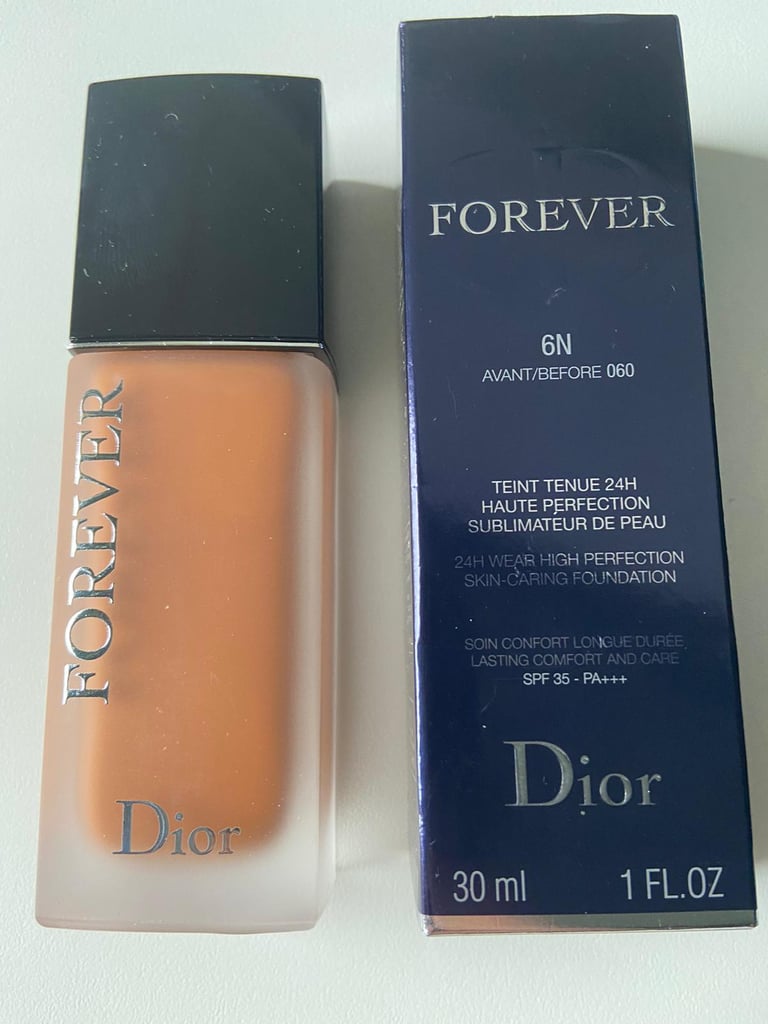 FOREVER
Dior
FOREVER
6N
AVANT/BEFORE 060
TEINT TENUE 24H
HAUTE PERFECTION
SUBLIMATEUR DE PEAU
24H WEAR HIGH PERFECTION
SKIN-CARING FOUNDATION
SOIN CONFORT LONGUE DURÉE
LASTING COMFORT AND CARE
SPF 35 - PA+++
Dior
30 ml 1 FL.OZ